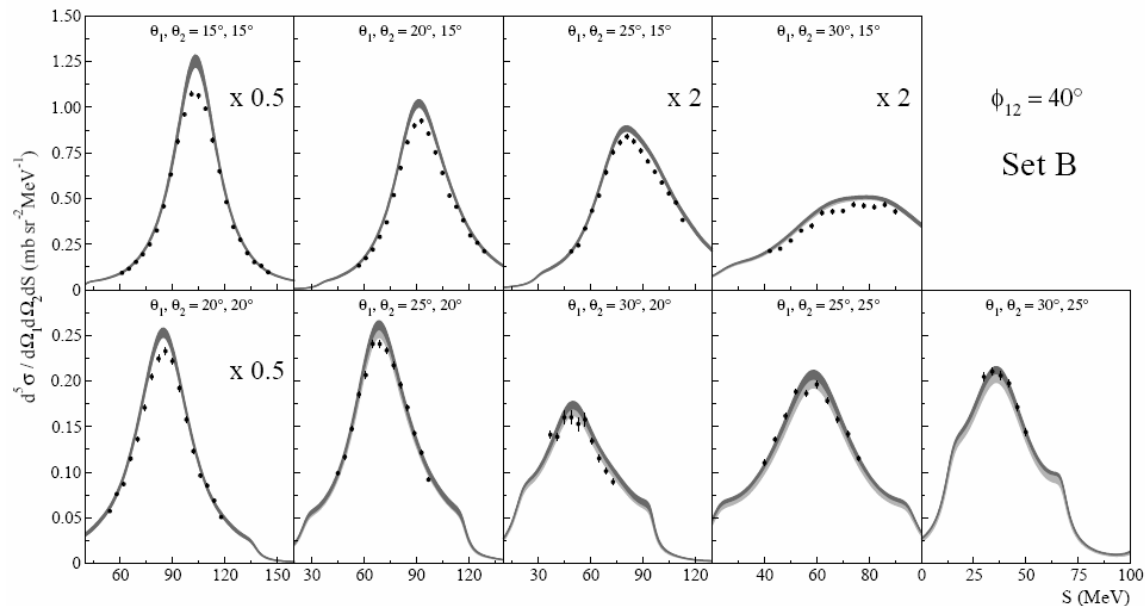 1.50
1.25
1.00
0.75
0.50
0.25
0
θ₁, θ₂ = 15°, 15°
x 0.5
θ₁, θ₂ = 20°, 15°
θ₁, θ₂ = 25°, 15°
x 2
θ₁, θ₂ = 30°, 15°
x 2
ϕ₁₂ = 40°
Set B
d⁵σ / dΩ₁dΩ₂dS (mb sr⁻²MeV⁻¹)
0.25
0.20
0.15
0.10
0.05
0
θ₁, θ₂ = 20°, 20°
x 0.5
θ₁, θ₂ = 25°, 20°
θ₁, θ₂ = 30°, 20°
θ₁, θ₂ = 25°, 25°
θ₁, θ₂ = 30°, 25°
60 90 120 150 30 60 90 120 30 60 90 120 40 60 80 0 25 50 75 100
S (MeV)